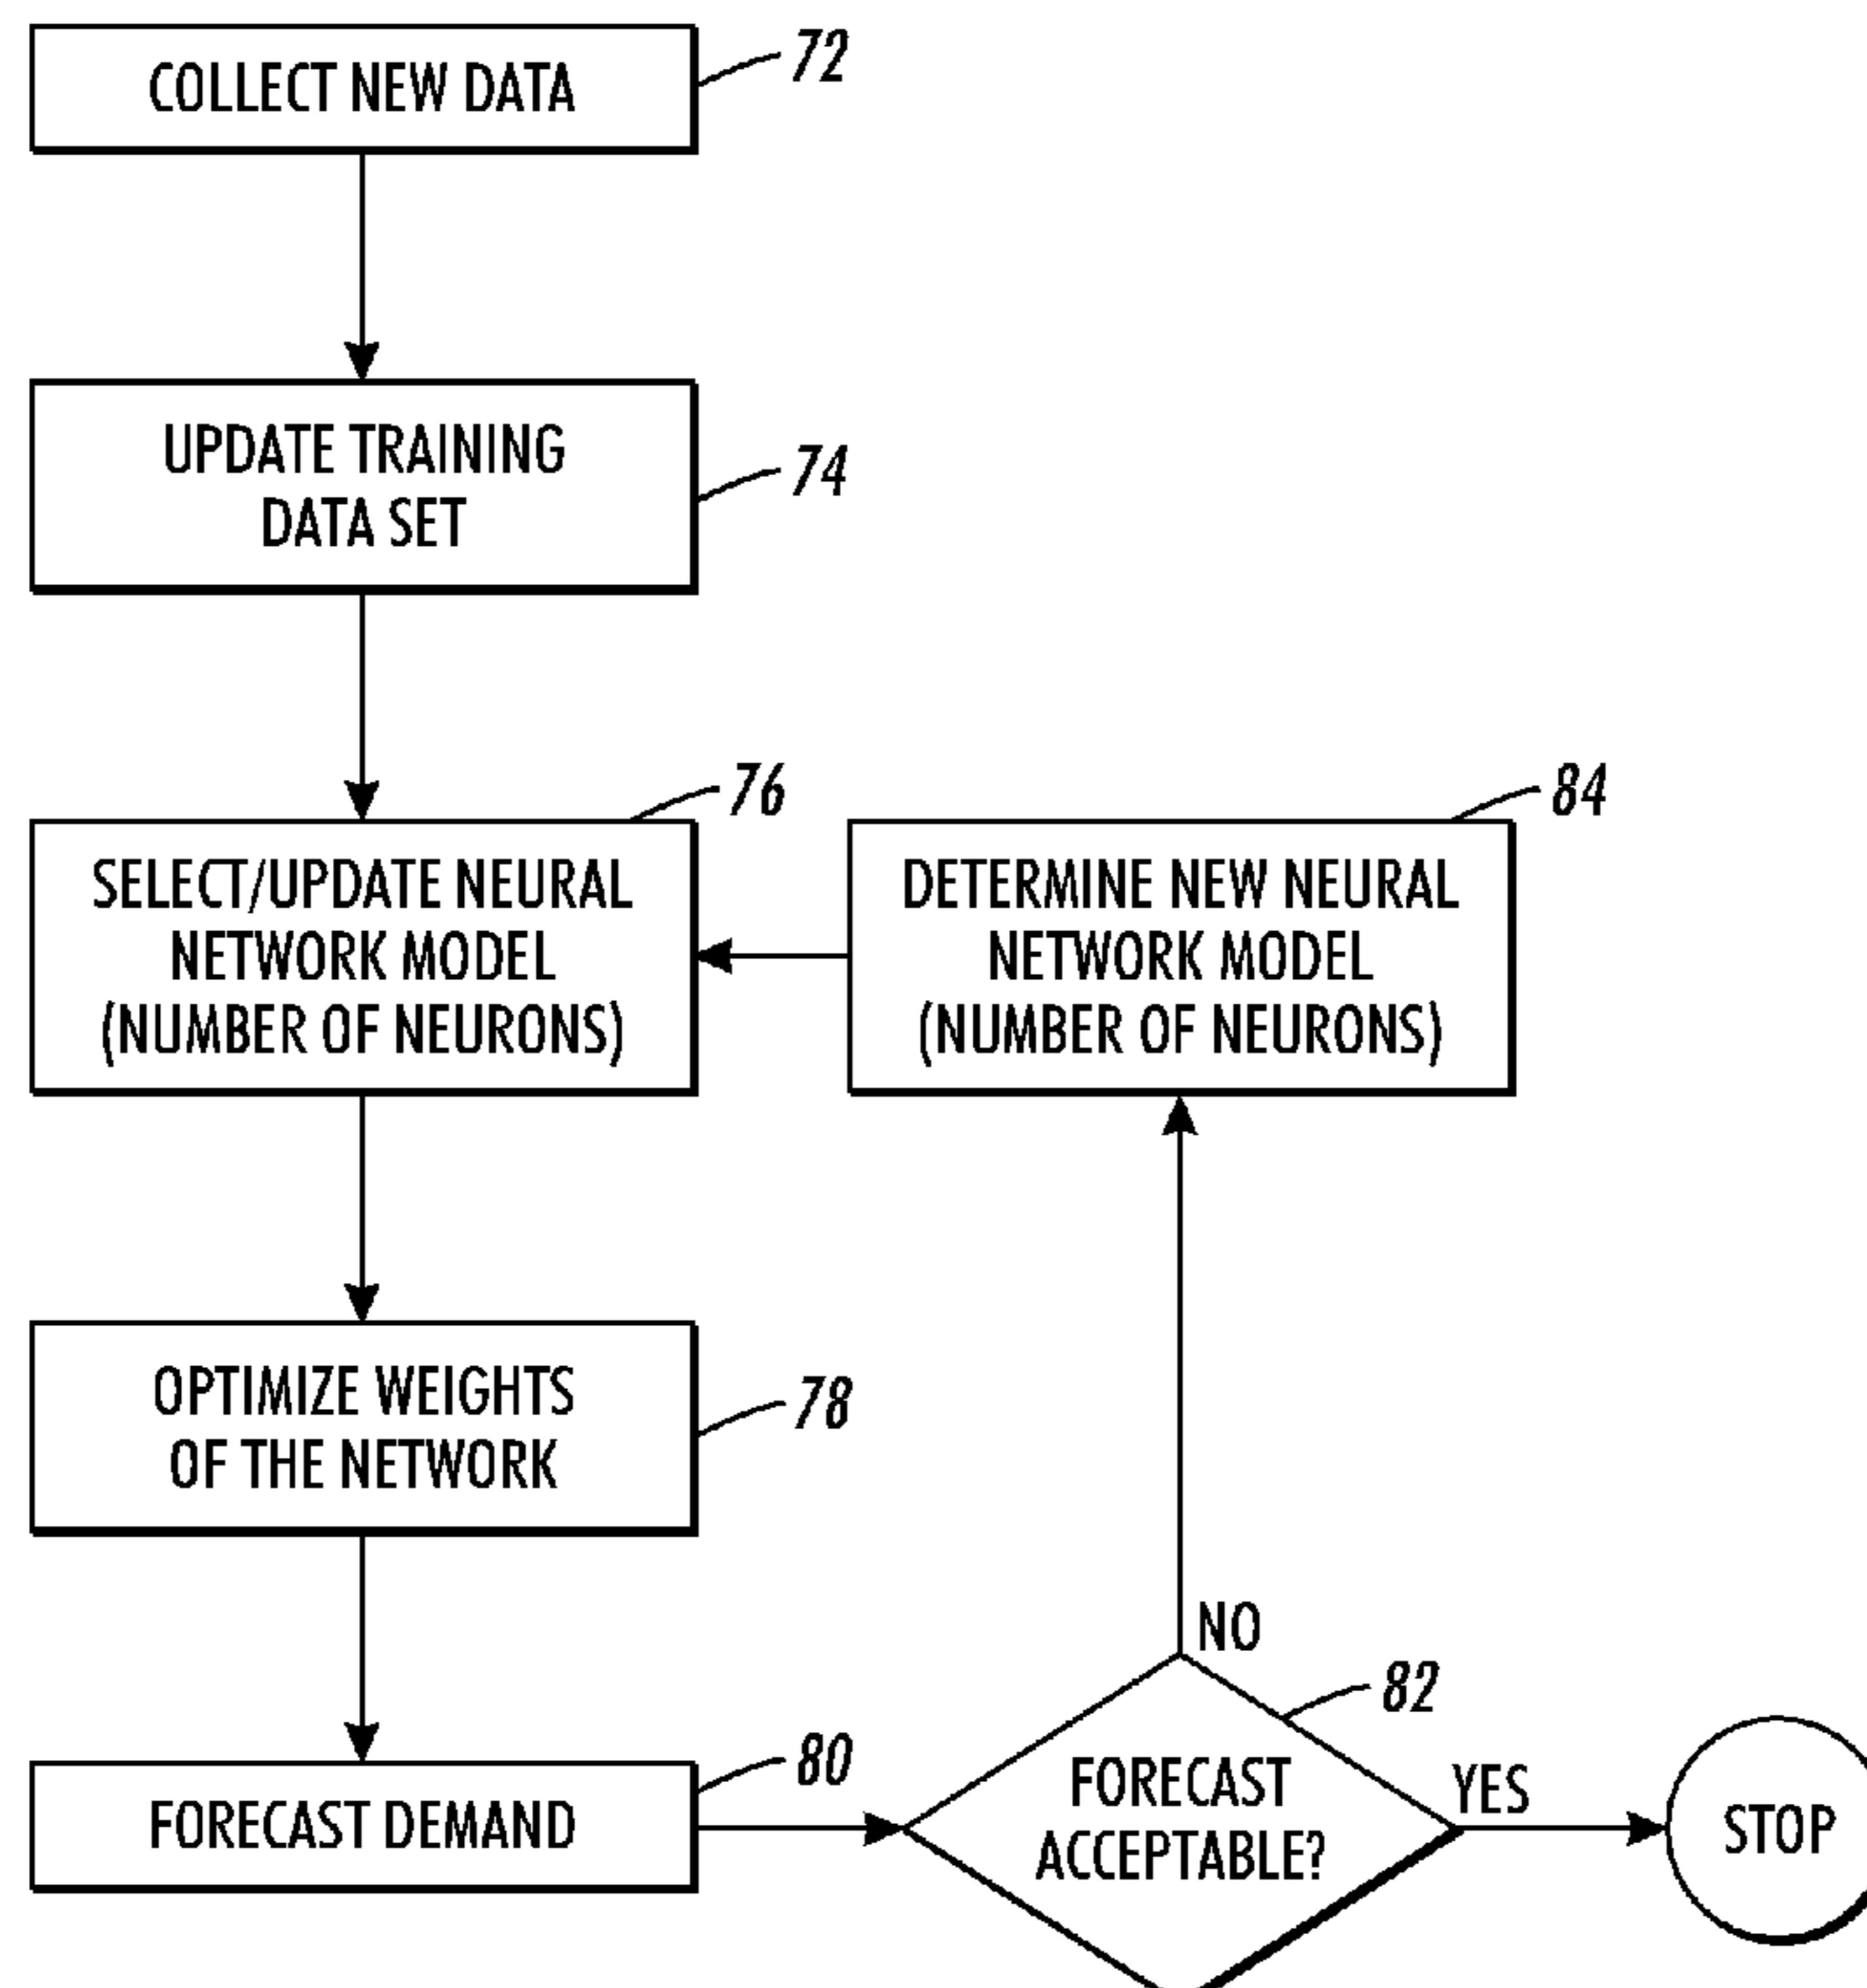 COLLECT NEW DATA
72
UPDATE TRAINING
DATA SET
74
76
SELECT/UPDATE NEURAL
NETWORK MODEL
(NUMBER OF NEURONS)
84
DETERMINE NEW NEURAL
NETWORK MODEL
(NUMBER OF NEURONS)
OPTIMIZE WEIGHTS
OF THE NETWORK
78
FORECAST DEMAND
80
NO
82
FORECAST
ACCEPTABLE?
YES
STOP